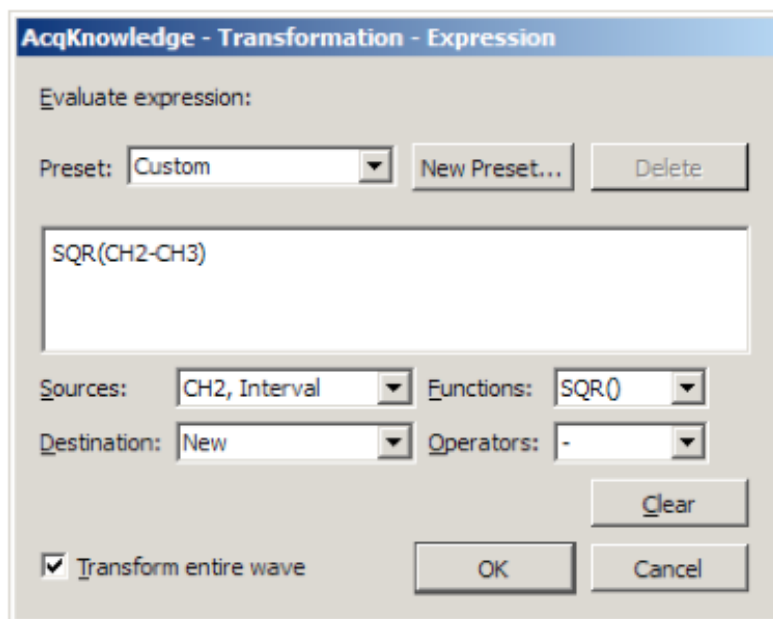 AcqKnowledge - Transformation - Expression
Evaluate expression:
Preset: Custom New Preset... Delete
SQR(CH2-CH3)
Sources: CH2, Interval Functions: SQR()
Destination: New Operators: -
Clear
Transform entire wave OK Cancel